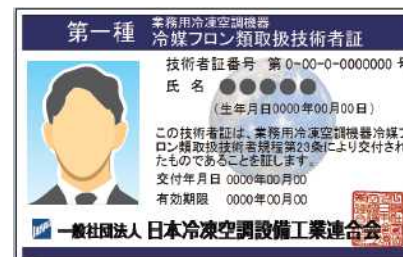 第一種
業務用冷凍空調機器
冷媒フロン類取扱技術者証
技術者証番号 第0-00-0-0000000
氏 名 ●●●●●
(生年月日0000年00月00日)
この技術者証は、業務用冷凍空調機器冷媒フ
ロン類取扱技術者規程第23条により交付され
たものであることを証します。
交付年月日 0000年00月00
有効期限 0000年00月00
一般社団法人 日本冷凍空調設備工業連合会